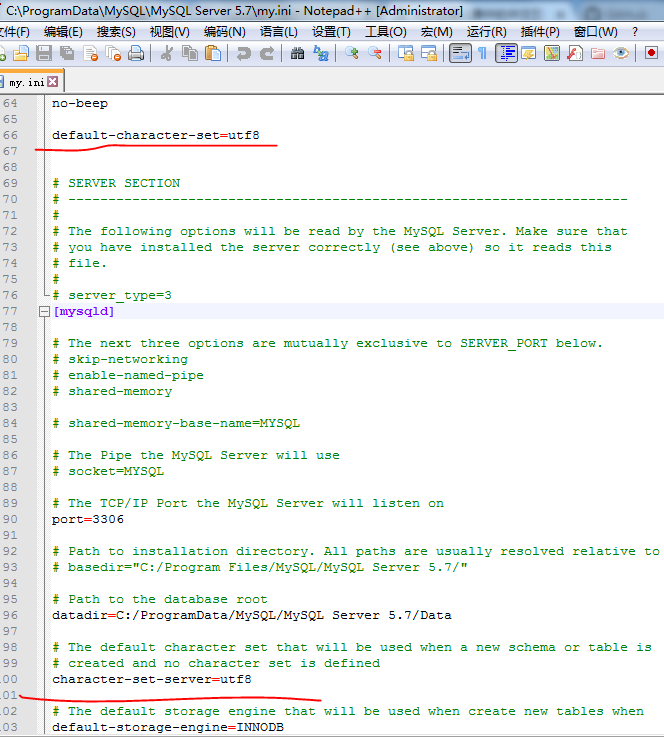 C:\ProgramData\MySQL\MySQL Server 5.7\my.ini - Notepad++ [Administrator]
文件(F) 编辑(E) 搜索(S) 视图(V) 编码(N) 语言(L) 设置(T) 工具(O) 宏(M) 运行(R) 插件(P) 窗口(W) ?
my.ini
64 no-beep
65
66 default-character-set=utf8
67
68
69 # SERVER SECTION
70 # ----------------------------------------------------------------------
71 #
72 # The following options will be read by the MySQL Server. Make sure that
73 # you have installed the server correctly (see above) so it reads this
74 # file.
75 #
76 # server_type=3
77 [mysqld]
78
79 # The next three options are mutually exclusive to SERVER_PORT below.
80 # skip-networking
81 # enable-named-pipe
82 # shared-memory
83
84 # shared-memory-base-name=MYSQL
85
86 # The Pipe the MySQL Server will use
87 # socket=MYSQL
88
89 # The TCP/IP Port the MySQL Server will listen on
90 port=3306
91
92 # Path to installation directory. All paths are usually resolved relative to
93 # basedir="C:/Program Files/MySQL/MySQL Server 5.7/"
94
95 # Path to the database root
96 datadir=C:/ProgramData/MySQL/MySQL Server 5.7/Data
97
98 # The default character set that will be used when a new schema or table is
99 # created and no character set is defined
100 character-set-server=utf8
101
102 # The default storage engine that will be used when create new tables when
103 default-storage-engine=INNODB